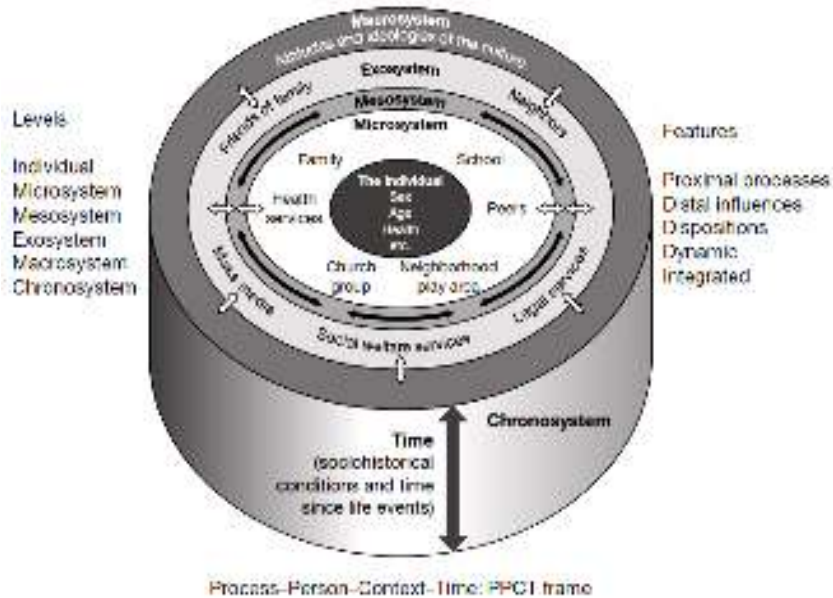 Macrosystem
Attitudes and ideologies of the culture
Exosystem
Mesosystem
Microsystem
Friends of family
Neighbors
Family
School
The Individual
Sex
Age
Health
etc.
Health
services
Peers
Church
group
Neighborhood
play area
Mass media
Social welfare services
Legal services
Levels
Individual
Microsystem
Mesosystem
Exosystem
Macrosystem
Chronosystem
Features
Proximal processes
Distal influences
Dispositions
Dynamic
Integrated
Chronosystem
Time
(sociohistorical
conditions and time
since life events)
Process–Person–Context–Time: PPCT frame